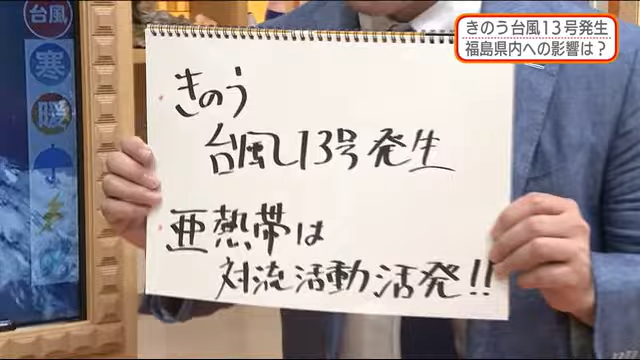 台風
寒
暖
きのう台風13号発生
福島県内への影響は？
きのう
台風13号発生
亜熱帯は
対流活動活発!!